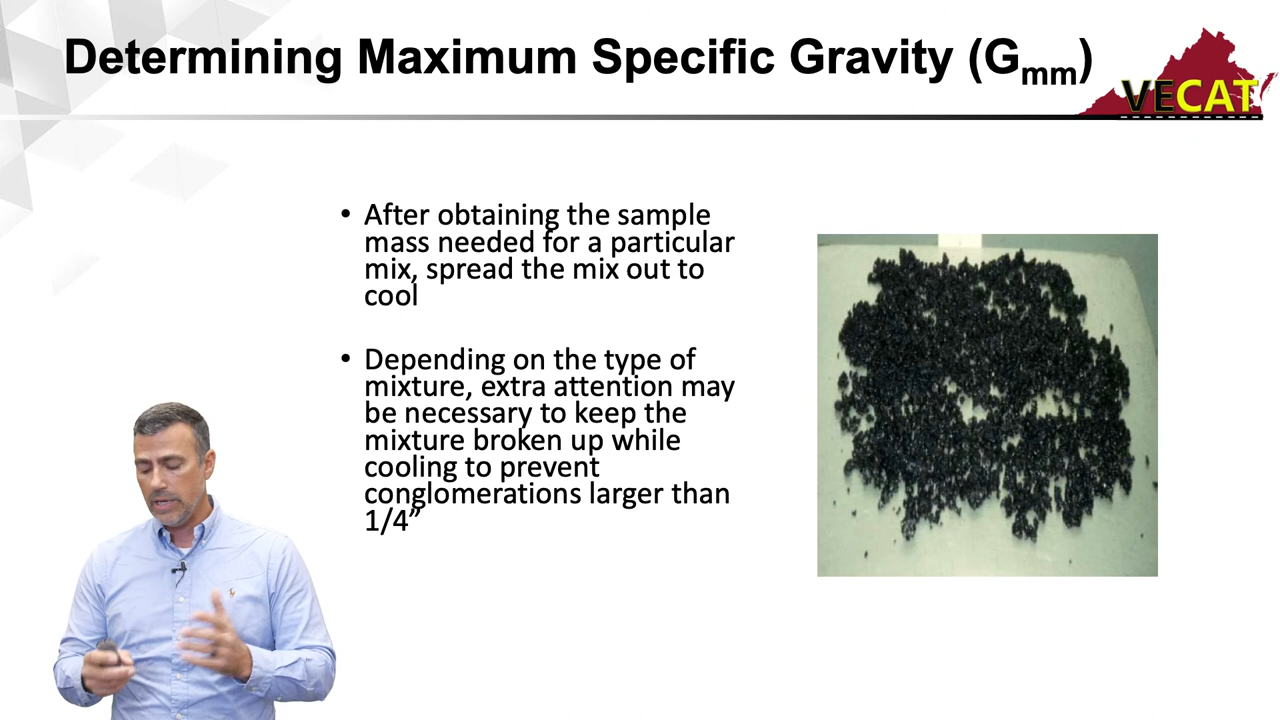 Determining Maximum Specific Gravity (Gmm)
VECAT
• After obtaining the sample
mass needed for a particular
mix, spread the mix out to
cool
• Depending on the type of
mixture, extra attention may
be necessary to keep the
mixture broken up while
cooling to prevent
conglomerations larger than
1/4”